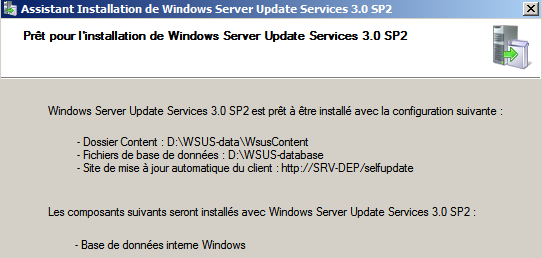 Assistant Installation de Windows Server Update Services 3.0 SP2
Prêt pour l'installation de Windows Server Update Services 3.0 SP2
Windows Server Update Services 3.0 SP2 est prêt à être installé avec la configuration suivante :
- Dossier Content : D:\WSUS-data\WsusContent
- Fichiers de base de données : D:\WSUS-database
- Site de mise à jour automatique du client : http://SRV-DEP/selfupdate
Les composants suivants seront installés avec Windows Server Update Services 3.0 SP2 :
- Base de données interne Windows